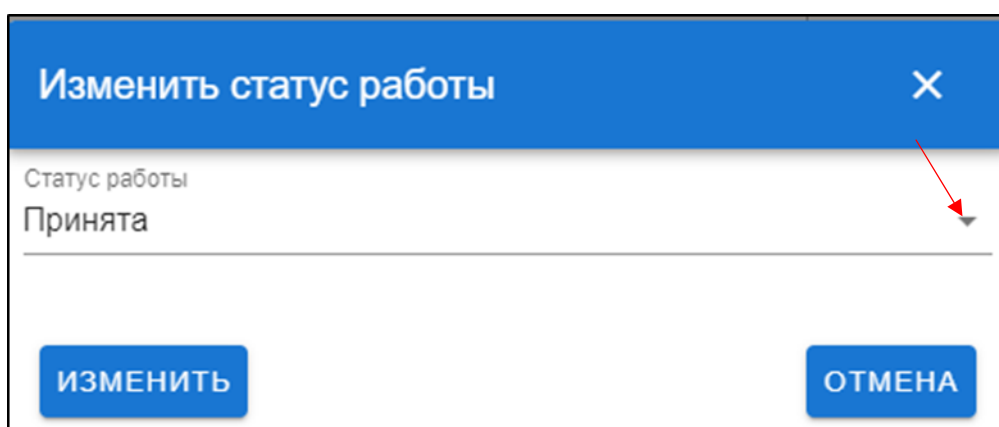 Изменить статус работы
Статус работы
Принята
ИЗМЕНИТЬ
ОТМЕНА